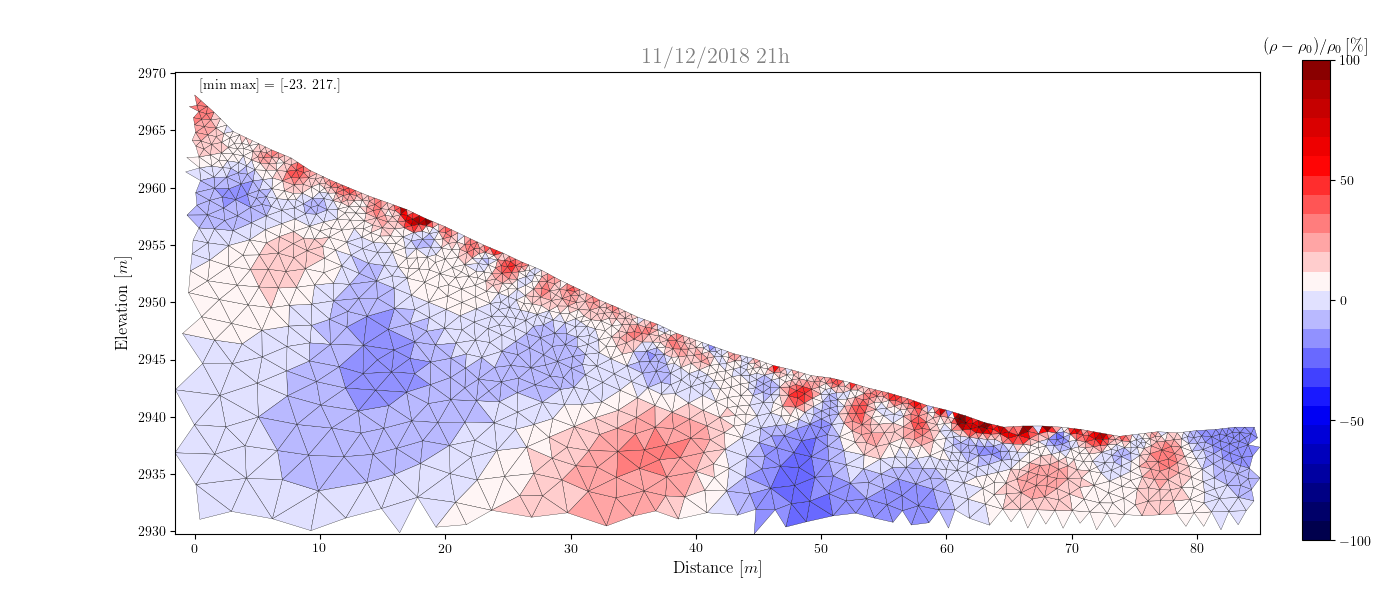 11/12/2018 21h
(ρ − ρ₀)/ρ₀ [%]
[min max] = [-23. 217.]
2970
2965
2960
2955
2950
2945
2940
2935
2930
Elevation [m]
0 10 20 30 40 50 60 70 80
Distance [m]
100
50
0
−50
−100